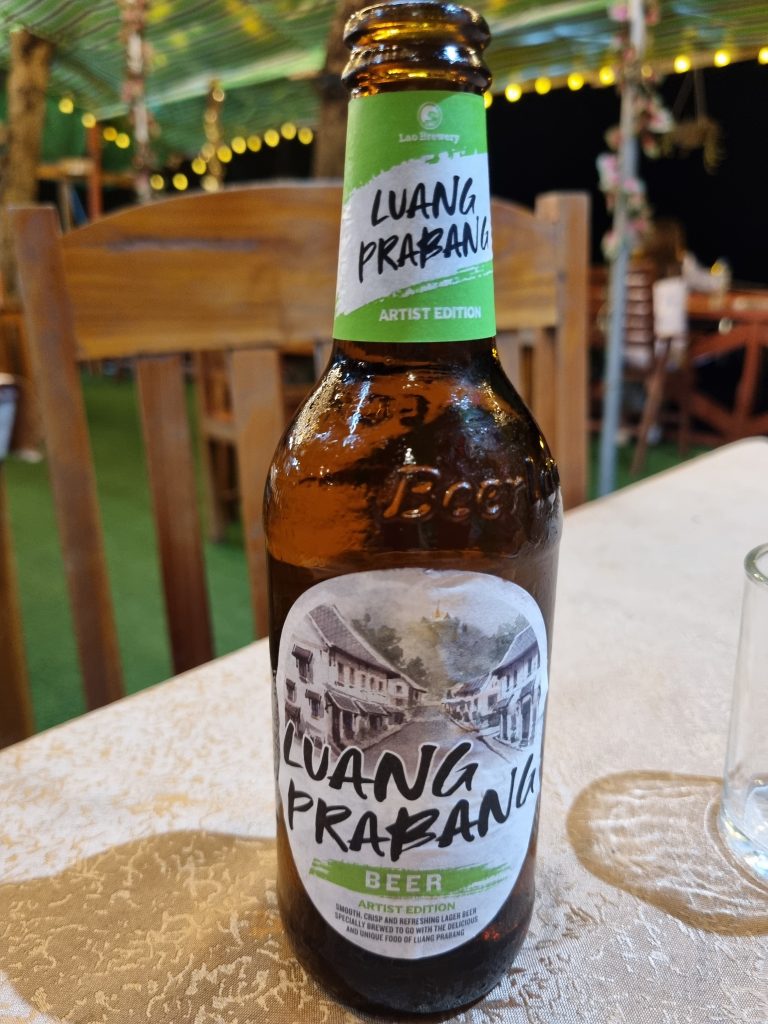 Lao Brewery
LUANG
PRABANG
ARTIST EDITION
Beer
LUANG
PRABANG
BEER
ARTIST EDITION
SMOOTH, CRISP AND REFRESHING LAGER BEER
SPECIALLY BREWED TO GO WITH THE DELICIOUS
AND UNIQUE FOOD OF LUANG PRABANG